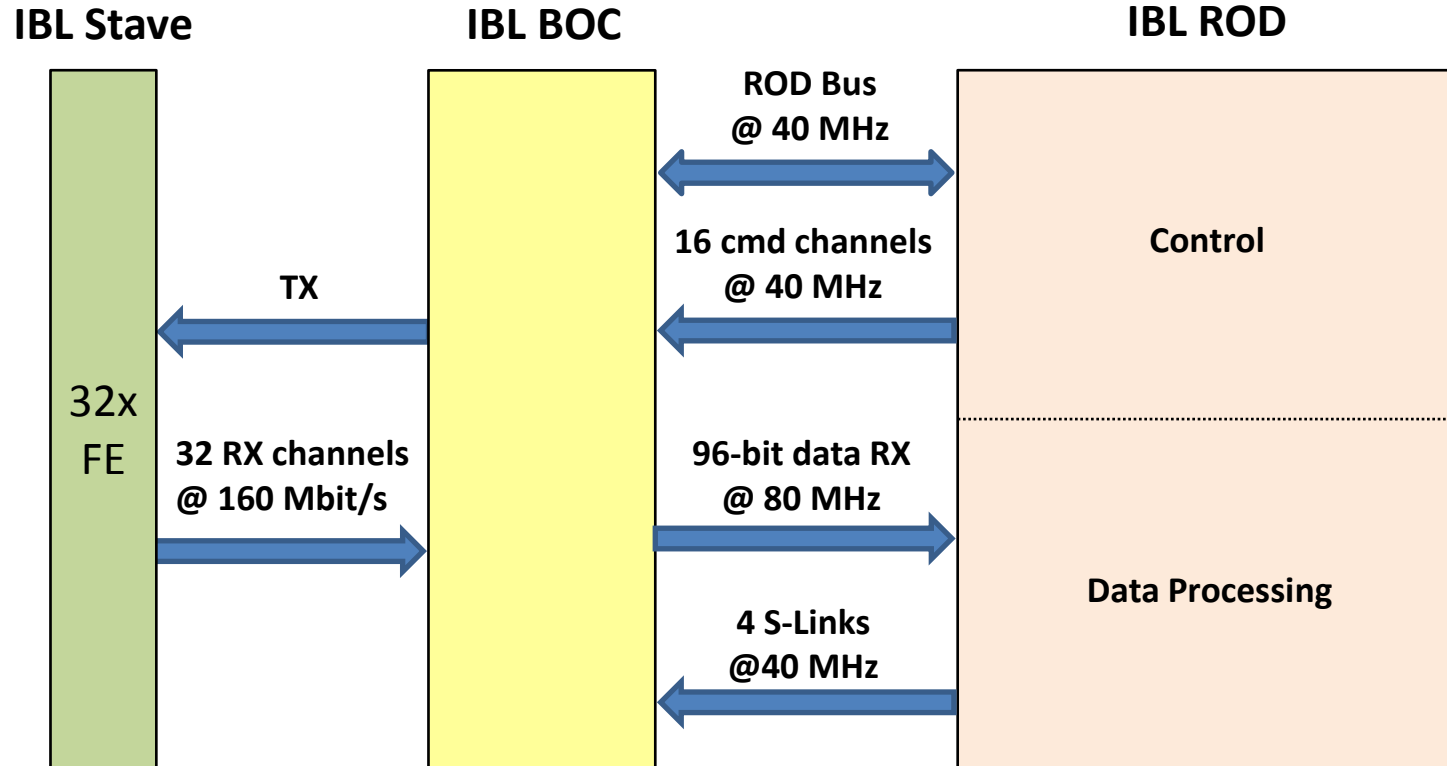 IBL Stave
IBL BOC
IBL ROD
ROD Bus
@ 40 MHz
16 cmd channels
@ 40 MHz
Control
TX
32x
FE
32 RX channels
@ 160 Mbit/s
96-bit data RX
@ 80 MHz
Data Processing
4 S-Links
@40 MHz